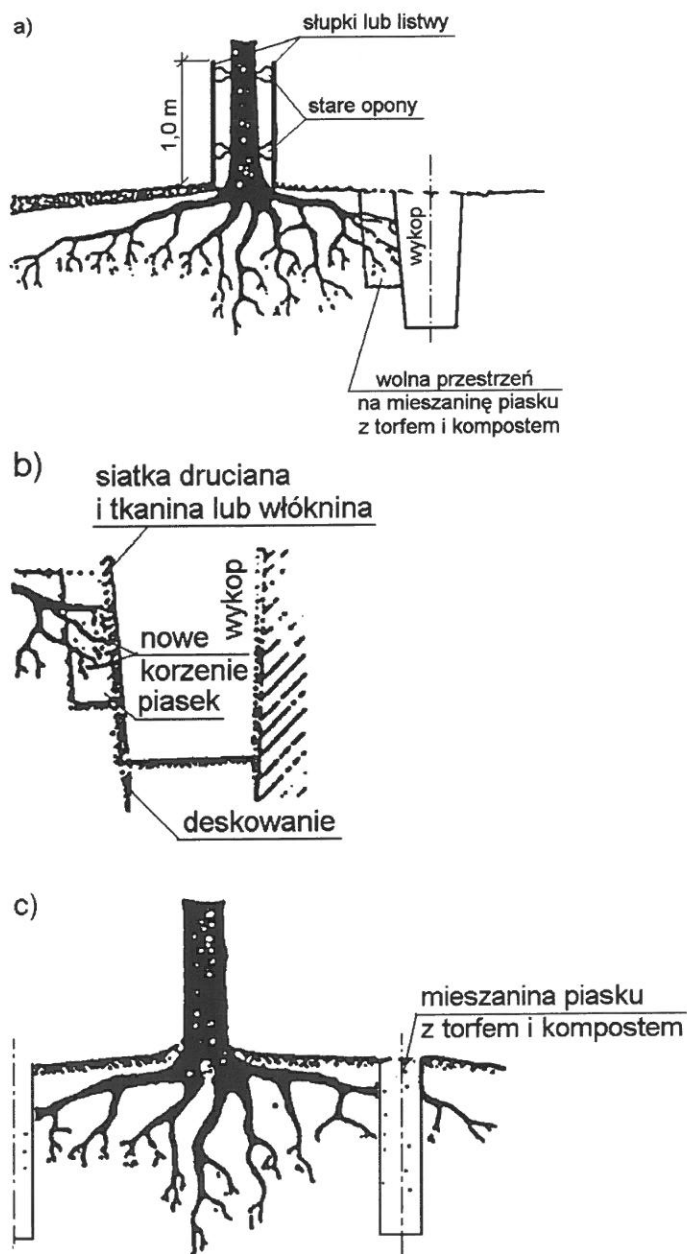 a)
słupki lub listwy
stare opony
1,0 m
wykop
wolna przestrzeń
na mieszaninę piasku
z torfem i kompostem
b)
siatka druciana
i tkanina lub włóknina
wykop
nowe
korzenie
piasek
deskowanie
c)
mieszanina piasku
z torfem i kompostem